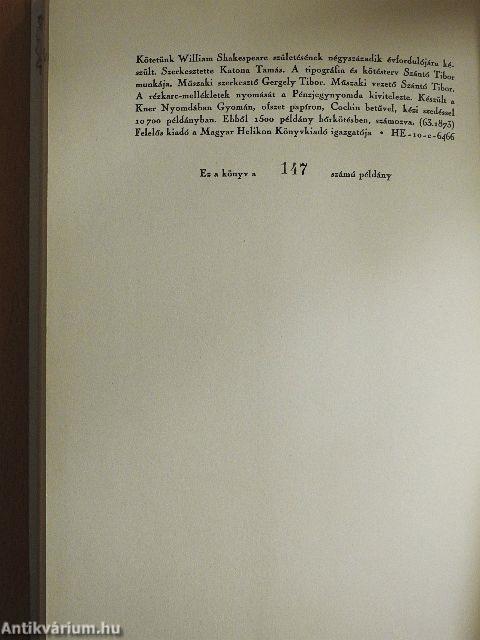 Kötetünk William Shakespeare születésének négyszázadik évfordulójára ké-
szült. Szerkesztette Katona Tamás. A tipográfia és kötésterv Szántó Tibor
munkája. Műszaki szerkesztő Gergely Tibor. Műszaki vezető Szántó Tibor.
A rézkarc-mellékletek nyomását a Pénzjegynyomda kivitelezte. Készült a
Kner Nyomdában Gyomán, ofszet papíron, Cochin betűvel, kézi szedéssel
10 700 példányban. Ebből 1500 példány bőrkötésben, számozva. (63.1873)
Felelős kiadó a Magyar Helikon Könyvkiadó igazgatója • HE-10-c-6466
Ez a könyv a 147 számú példány
Antikvárium.hu